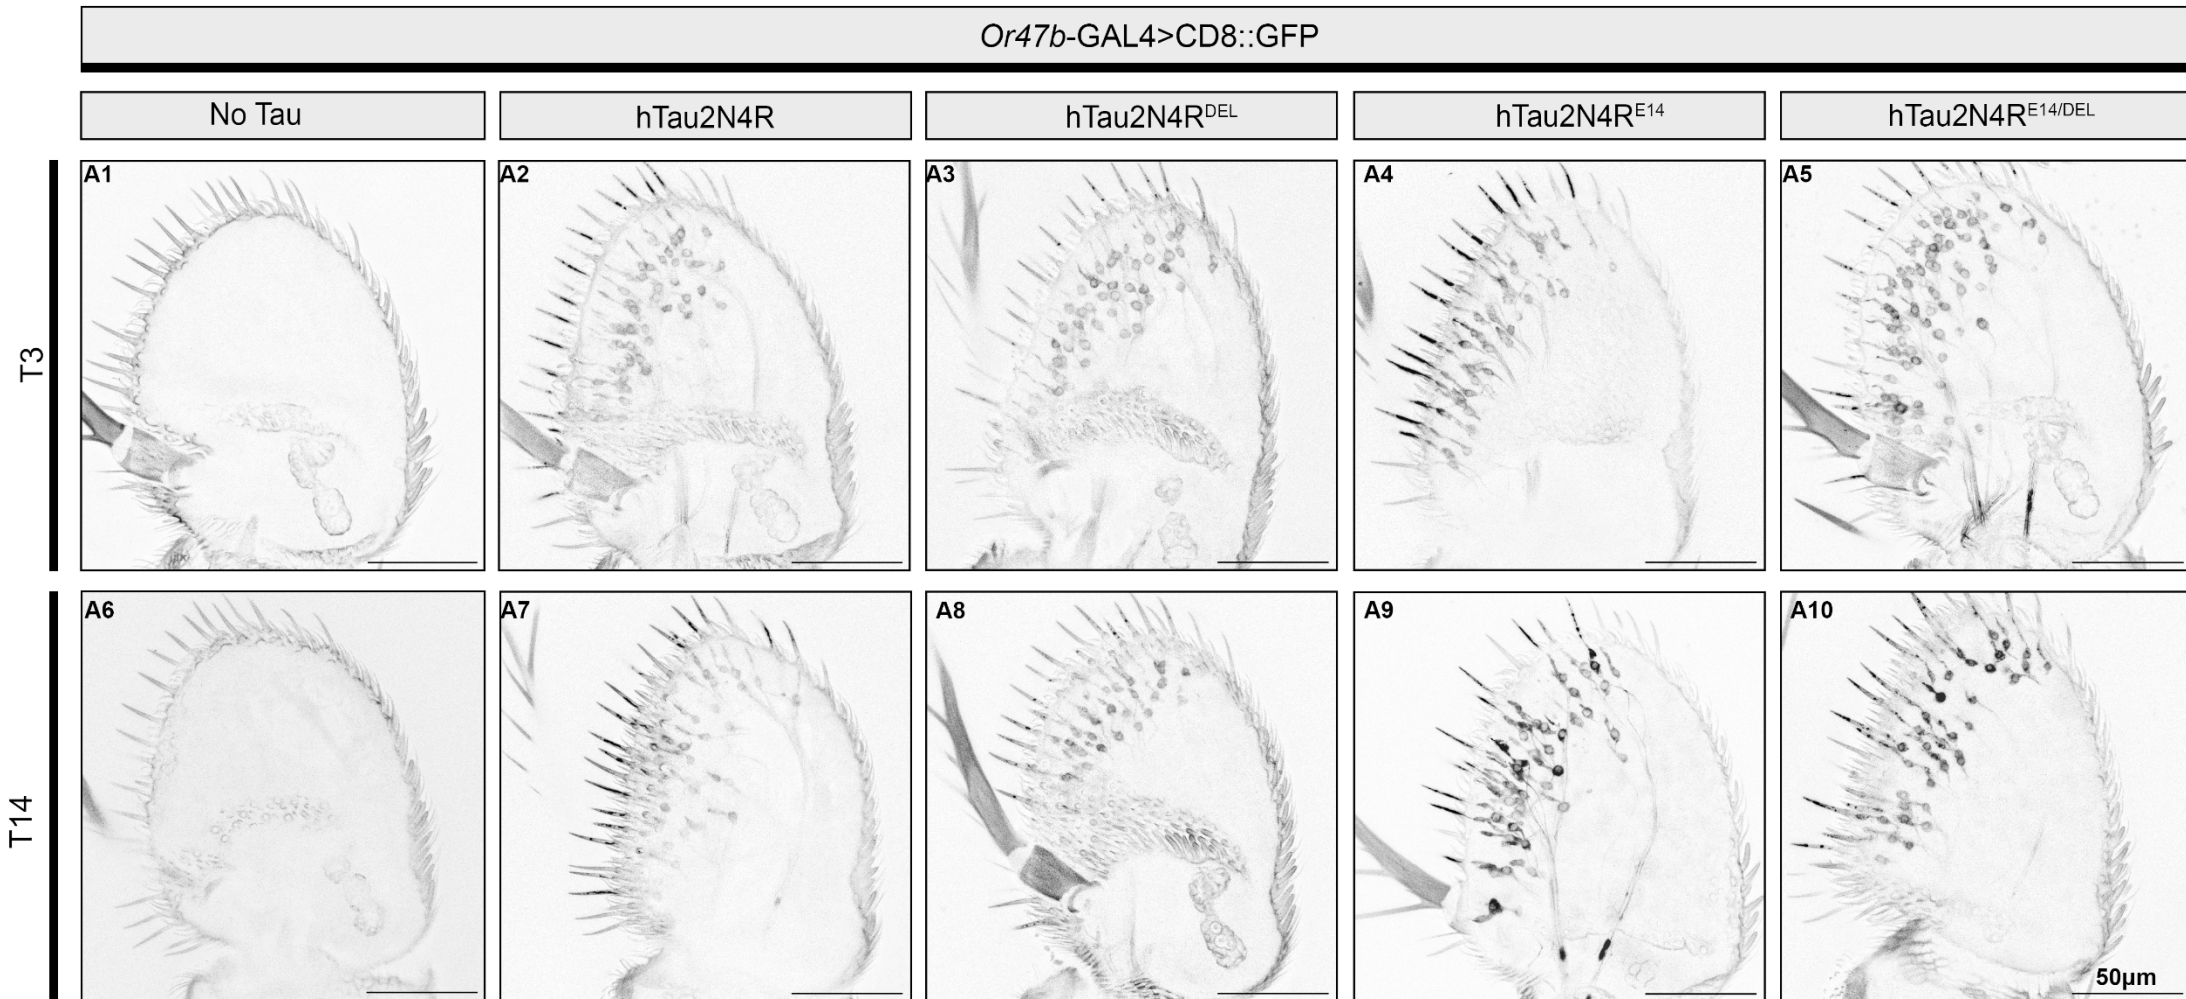 Or47b-GAL4>CD8::GFP
No Tau
hTau2N4R
hTau2N4R^DEL
hTau2N4R^E14
hTau2N4R^E14/DEL
T3
A1
A2
A3
A4
A5
T14
A6
A7
A8
A9
A10
50µm